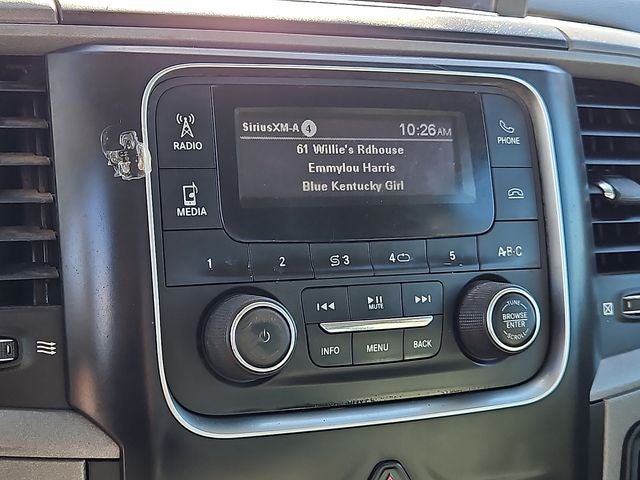 SiriusXM-A 4 10:26AM
61 Willie's Rdhouse
Emmylou Harris
Blue Kentucky Girl
RADIO
PHONE
MEDIA
1 2 3 4 5 A-B-C
MUTE
INFO MENU BACK
TUNE
BROWSE
ENTER
SCROLL